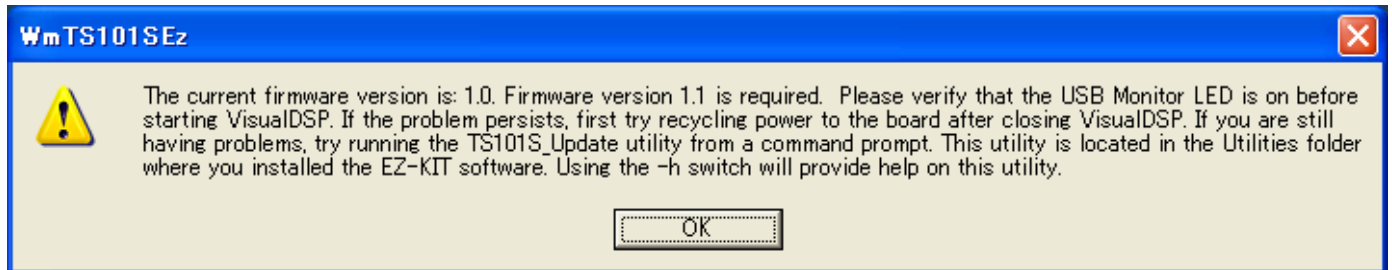 WmTS101SEz
The current firmware version is: 1.0. Firmware version 1.1 is required.  Please verify that the USB Monitor LED is on before
starting VisualDSP. If the problem persists, first try recycling power to the board after closing VisualDSP. If you are still
having problems, try running the TS101S_Update utility from a command prompt. This utility is located in the Utilities folder
where you installed the EZ-KIT software. Using the -h switch will provide help on this utility.
OK